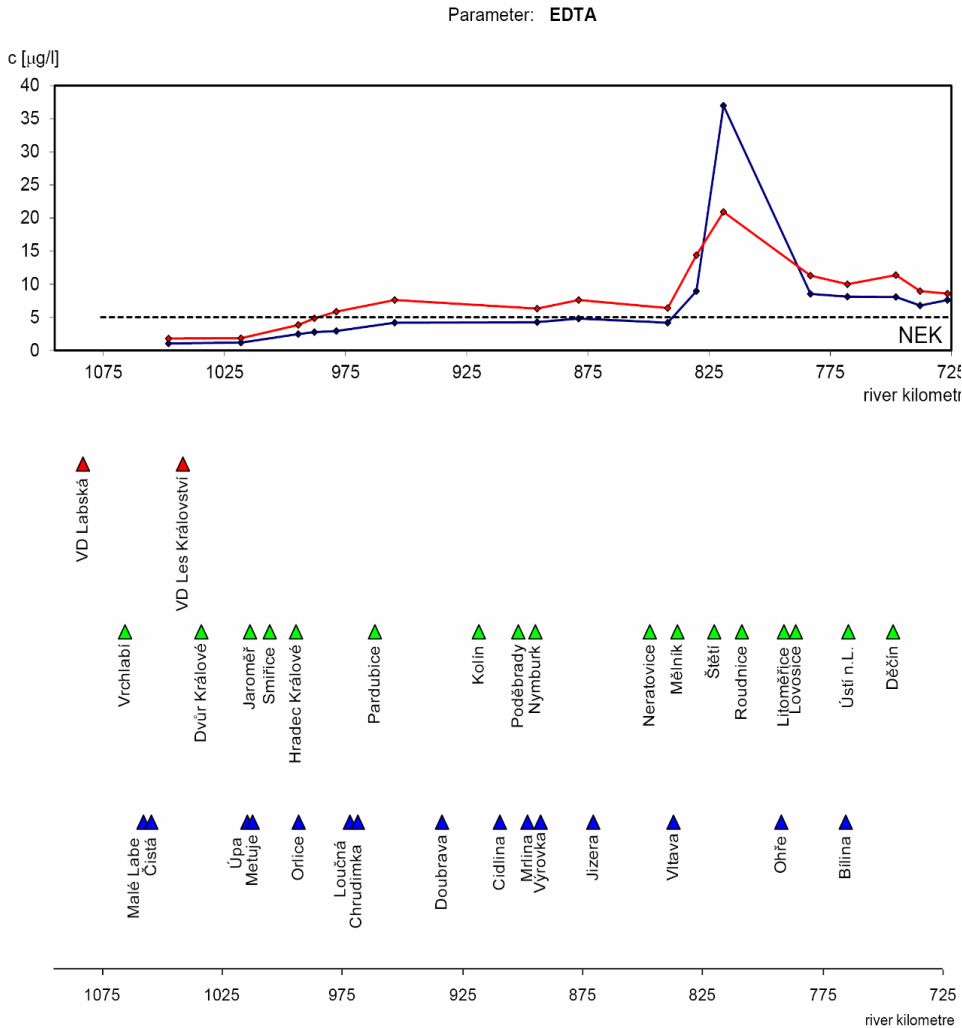 Parameter: EDTA
c [µg/l]
40
35
30
25
20
15
10
5
0
NEK
1075 1025 975 925 875 825 775 725
river kilometr
VD Labská
VD Les Království
Vrchlabí
Dvůr Králové
Jaroměř
Smiřice
Hradec Králové
Pardubice
Kolín
Poděbrady
Nymburk
Neratovice
Mělník
Štětí
Roudnice
Litoměřice
Lovosice
Ústí n.L.
Děčín
Malé Labe
Čistá
Úpa
Metuje
Orlice
Loučná
Chrudimka
Doubrava
Cidlina
Mrlina
Výrovka
Jizera
Vltava
Ohře
Bílina
1075 1025 975 925 875 825 775 725
river kilometre